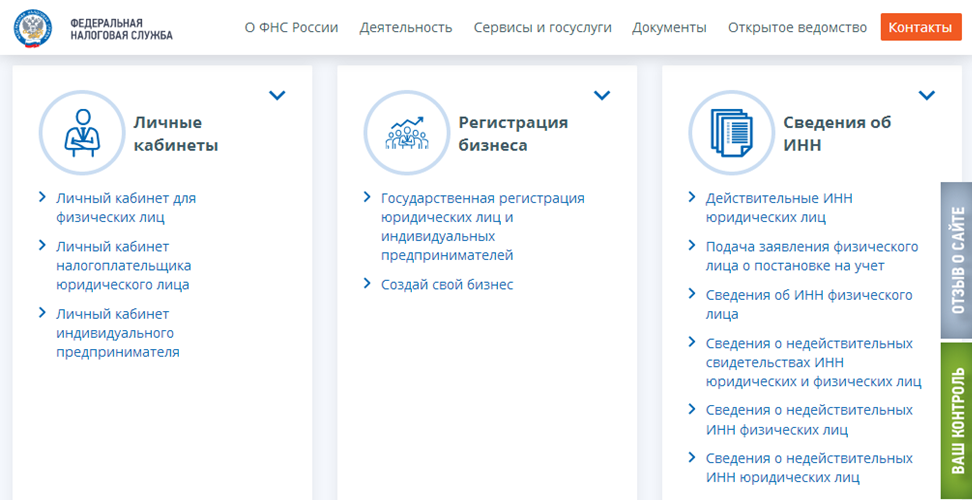 ФЕДЕРАЛЬНАЯ
НАЛОГОВАЯ СЛУЖБА
О ФНС России
Деятельность
Сервисы и госуслуги
Документы
Открытое ведомство
Контакты
Личные
кабинеты
Личный кабинет для
физических лиц
Личный кабинет
налогоплательщика
юридического лица
Личный кабинет
индивидуального
предпринимателя
Регистрация
бизнеса
Государственная регистрация
юридических лиц и
индивидуальных
предпринимателей
Создай свой бизнес
Сведения об
ИНН
Действительные ИНН
юридических лиц
Подача заявления физического
лица о постановке на учет
Сведения об ИНН физического
лица
Сведения о недействительных
свидетельствах ИНН
юридических и физических лиц
Сведения о недействительных
ИНН физических лиц
Сведения о недействительных
ИНН юридических лиц
ОТЗЫВ О САЙТЕ
ВАШ КОНТРОЛЬ